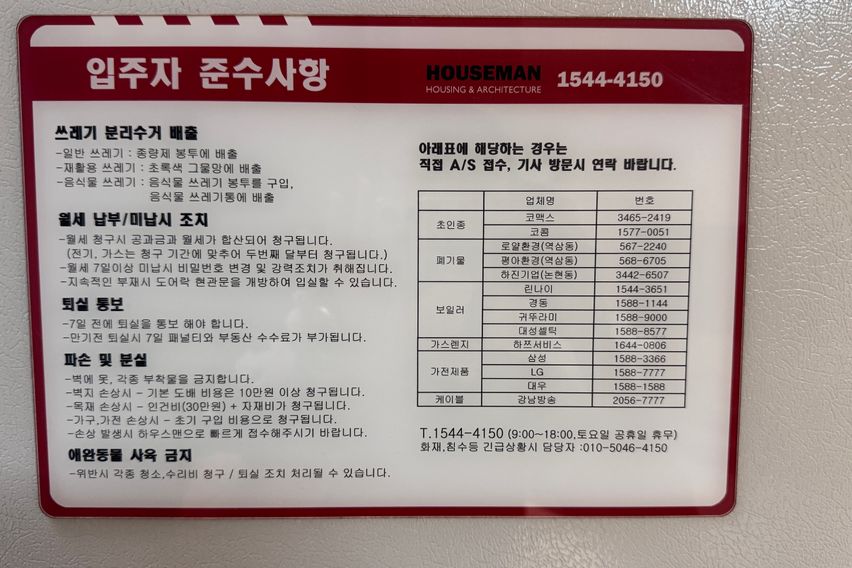 입주자 준수사항
HOUSEMAN
HOUSING & ARCHITECTURE
1544-4150
쓰레기 분리수거 배출
-일반 쓰레기 : 종량제 봉투에 배출
-재활용 쓰레기 : 초록색 그물망에 배출
-음식물 쓰레기 : 음식물 쓰레기 봉투를 구입,
음식물 쓰레기통에 배출
월세 납부/미납시 조치
-월세 청구시 공과금과 월세가 합산되어 청구됩니다.
(전기, 가스는 청구 기간에 맞추어 두번째 달부터 청구됩니다.)
-월세 7일이상 미납시 비밀번호 변경 및 강력조치가 취해집니다.
-지속적인 부재시 도어락 현관문을 개방하여 입실할 수 있습니다.
퇴실 통보
-7일 전에 퇴실을 통보 해야 합니다.
-만기전 퇴실시 7일 패널티와 부동산 수수료가 부가됩니다.
파손 및 분실
-벽에 못, 각종 부착물을 금지합니다.
-벽지 손상시 - 기본 도배 비용은 10만원 이상 청구됩니다.
-목재 손상시 - 인건비(30만원) + 자재비가 청구됩니다.
-가구,가전 손상시 - 초기 구입 비용으로 청구됩니다.
-손상 발생시 하우스맨으로 빠르게 접수해주시기 바랍니다.
애완동물 사육 금지
-위반시 각종 청소,수리비 청구 / 퇴실 조치 처리될 수 있습니다.
아래표에 해당하는 경우는
직접 A/S 접수, 기사 방문시 연락 바랍니다.
업체명 번호
초인종 코맥스 3465-2419
코콤 1577-0051
폐기물 로얄환경(역삼동) 567-2240
평아환경(역삼동) 568-6705
하진기업(논현동) 3442-6507
보일러 린나이 1544-3651
경동 1588-1144
귀뚜라미 1588-9000
대성셀틱 1588-8577
가스렌지 하쯔서비스 1644-0806
가전제품 삼성 1588-3366
LG 1588-7777
대우 1588-1588
케이블 강남방송 2056-7777
T.1544-4150 (9:00~18:00,토요일 공휴일 휴무)
화재,침수등 긴급상황시 담당자 :010-5046-4150